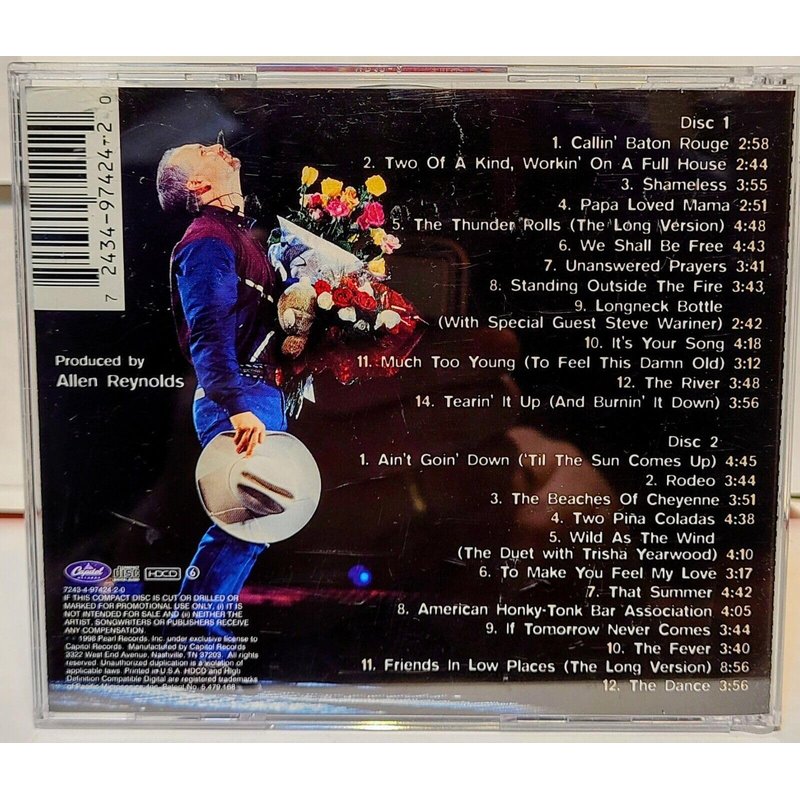 7 24434-97424-2 0
Produced by
Allen Reynolds
Disc 1
1. Callin' Baton Rouge 2:58
2. Two Of A Kind, Workin' On A Full House 2:44
3. Shameless 3:55
4. Papa Loved Mama 2:51
5. The Thunder Rolls (The Long Version) 4:48
6. We Shall Be Free 4:43
7. Unanswered Prayers 3:41
8. Standing Outside The Fire 3:43
9. Longneck Bottle
(With Special Guest Steve Wariner) 2:42
10. It's Your Song 4:18
11. Much Too Young (To Feel This Damn Old) 3:12
12. The River 3:48
14. Tearin' It Up (And Burnin' It Down) 3:56
Disc 2
1. Ain't Goin' Down ('Til The Sun Comes Up) 4:45
2. Rodeo 3:44
3. The Beaches Of Cheyenne 3:51
4. Two Piña Coladas 4:38
5. Wild As The Wind
(The Duet with Trisha Yearwood) 4:10
6. To Make You Feel My Love 3:17
7. That Summer 4:42
8. American Honky-Tonk Bar Association 4:05
9. If Tomorrow Never Comes 3:44
10. The Fever 3:40
11. Friends In Low Places (The Long Version) 8:56
12. The Dance 3:56
Capitol disc HDCD 6
7243-4-97424-2-0
IF THIS COMPACT DISC IS CUT OR DRILLED OR
MARKED FOR PROMOTIONAL USE ONLY, (i) IT IS
NOT INTENDED FOR SALE AND (ii) NEITHER THE
ARTIST, SONGWRITERS OR PUBLISHERS RECEIVE
ANY COMPENSATION.
1998 Pearl Records, Inc. under exclusive license to
Capitol Records. Manufactured by Capitol Records
3322 West End Avenue, Nashville, TN 37203. All rights
reserved. Unauthorized duplication is a violation of
applicable laws. Printed in U.S.A. HDCD and High
Definition Compatible Digital are registered trademarks
of Pacific Microsonics, Inc. Patent No. 5,479,168